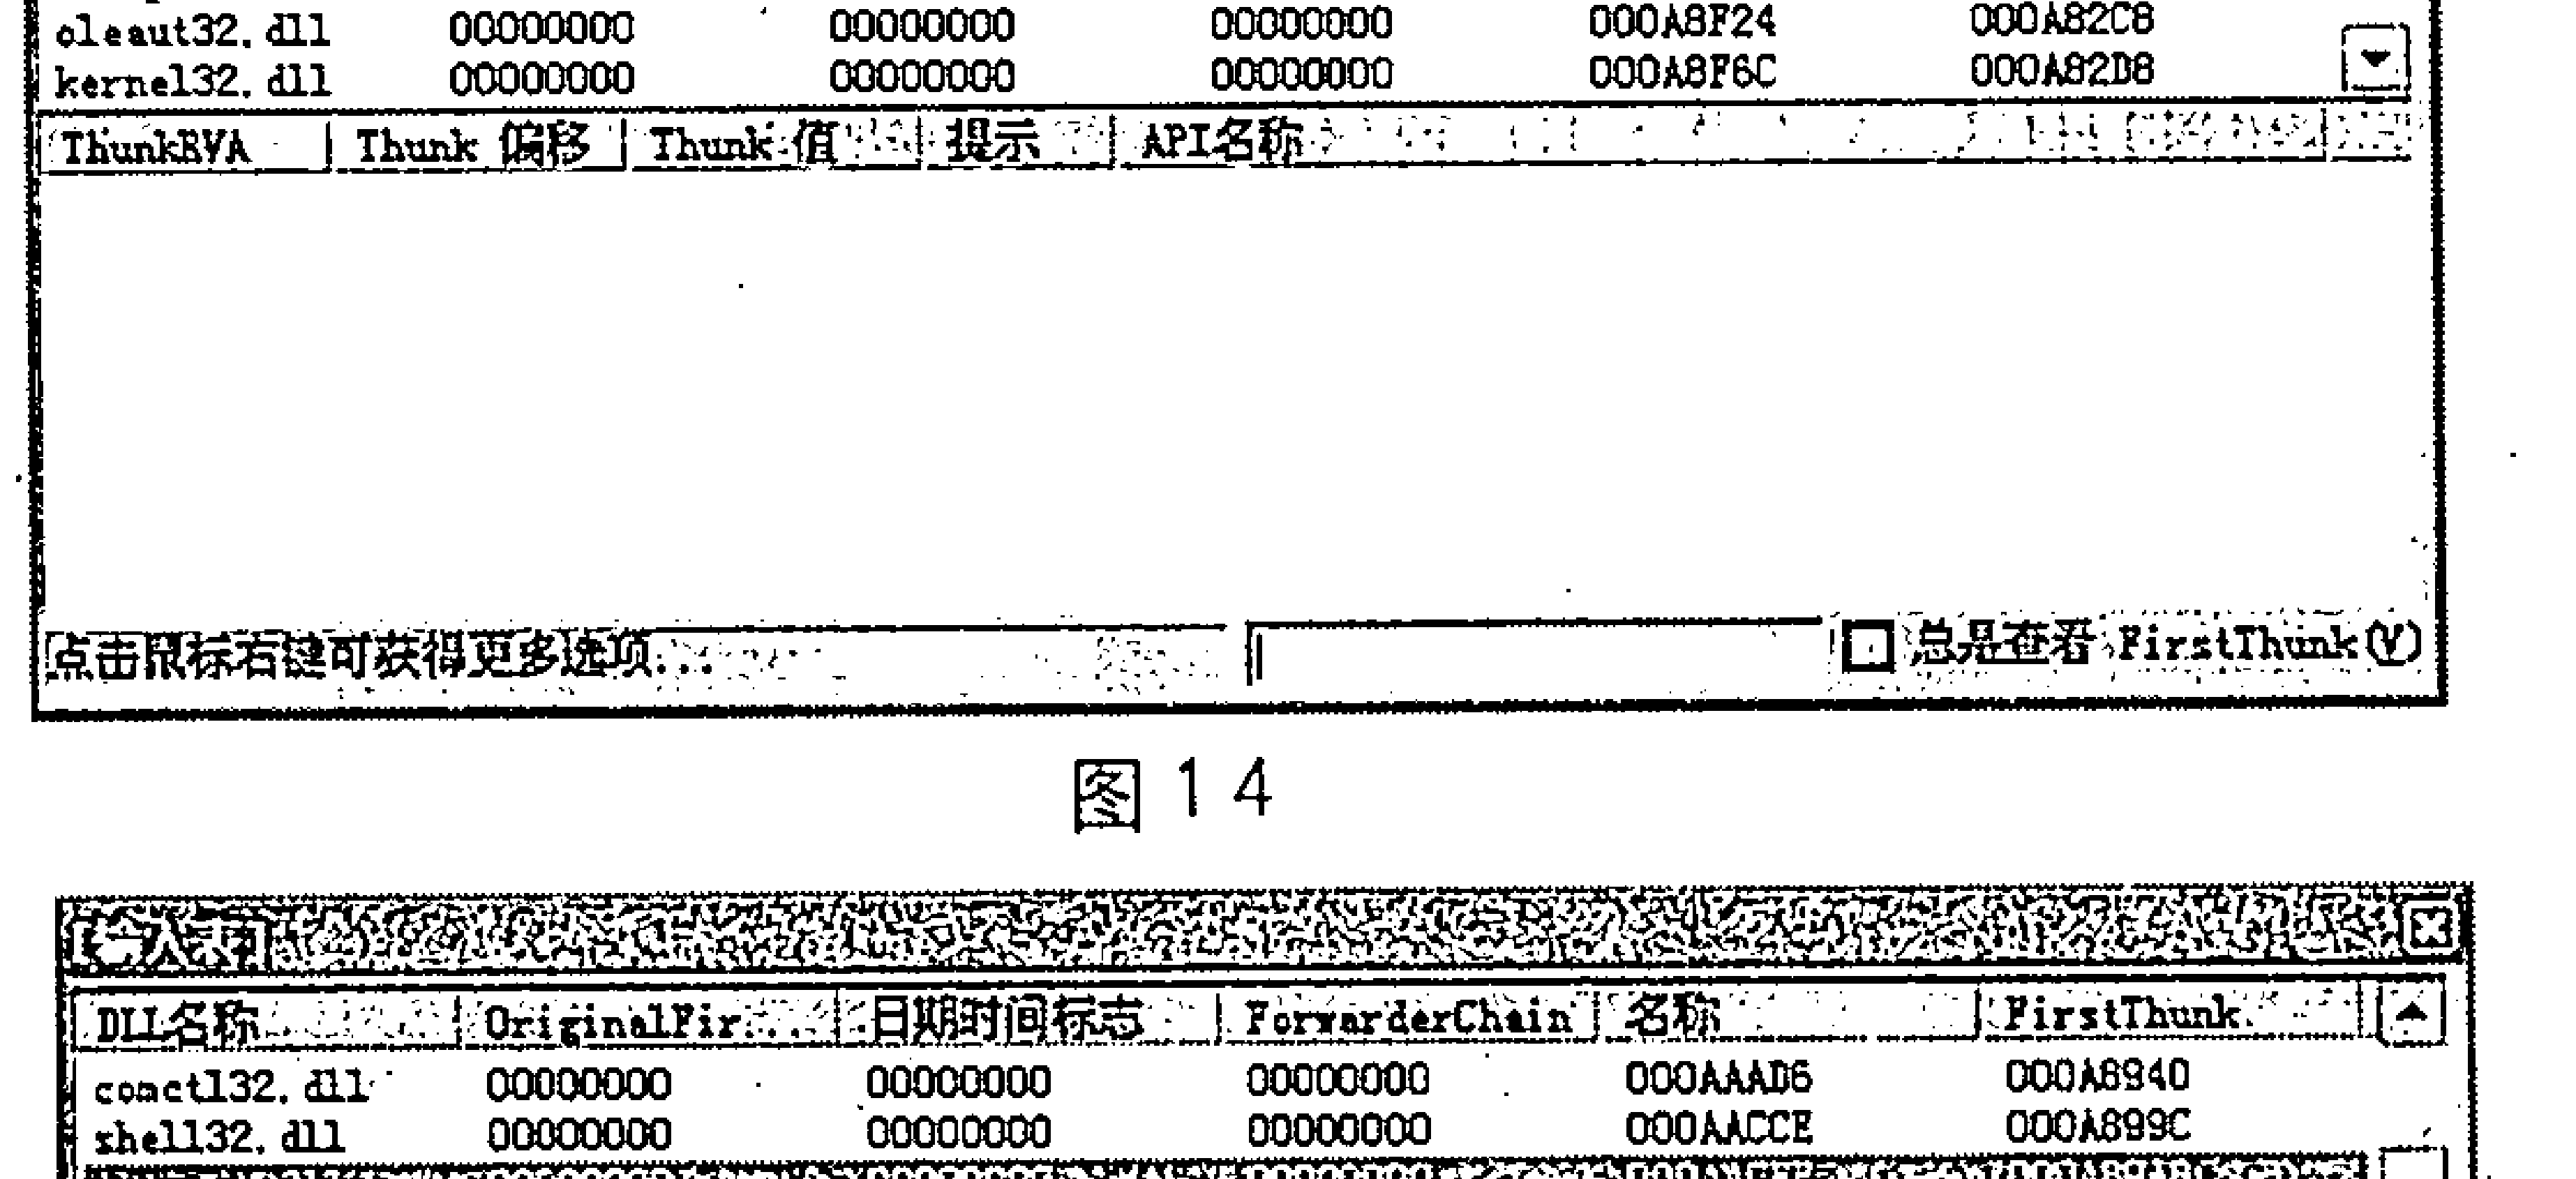 oleaut32.dll 00000000 00000000 00000000 000A8F24 000A82C8
kernel32.dll 00000000 00000000 00000000 000A8F6C 000A82D8
ThunkRVA Thunk 偏移 Thunk 值 提示 API名称
点击鼠标右键可获得更多选项... 总是查看 FirstThunk(V)
图 14
[输入表]
DLL名称 OriginalFir... 日期时间标志 ForwarderChain 名称 FirstThunk
comctl32.dll 00000000 00000000 00000000 000AAAD6 000A8940
shell32.dll 00000000 00000000 00000000 000AACCE 000A899C